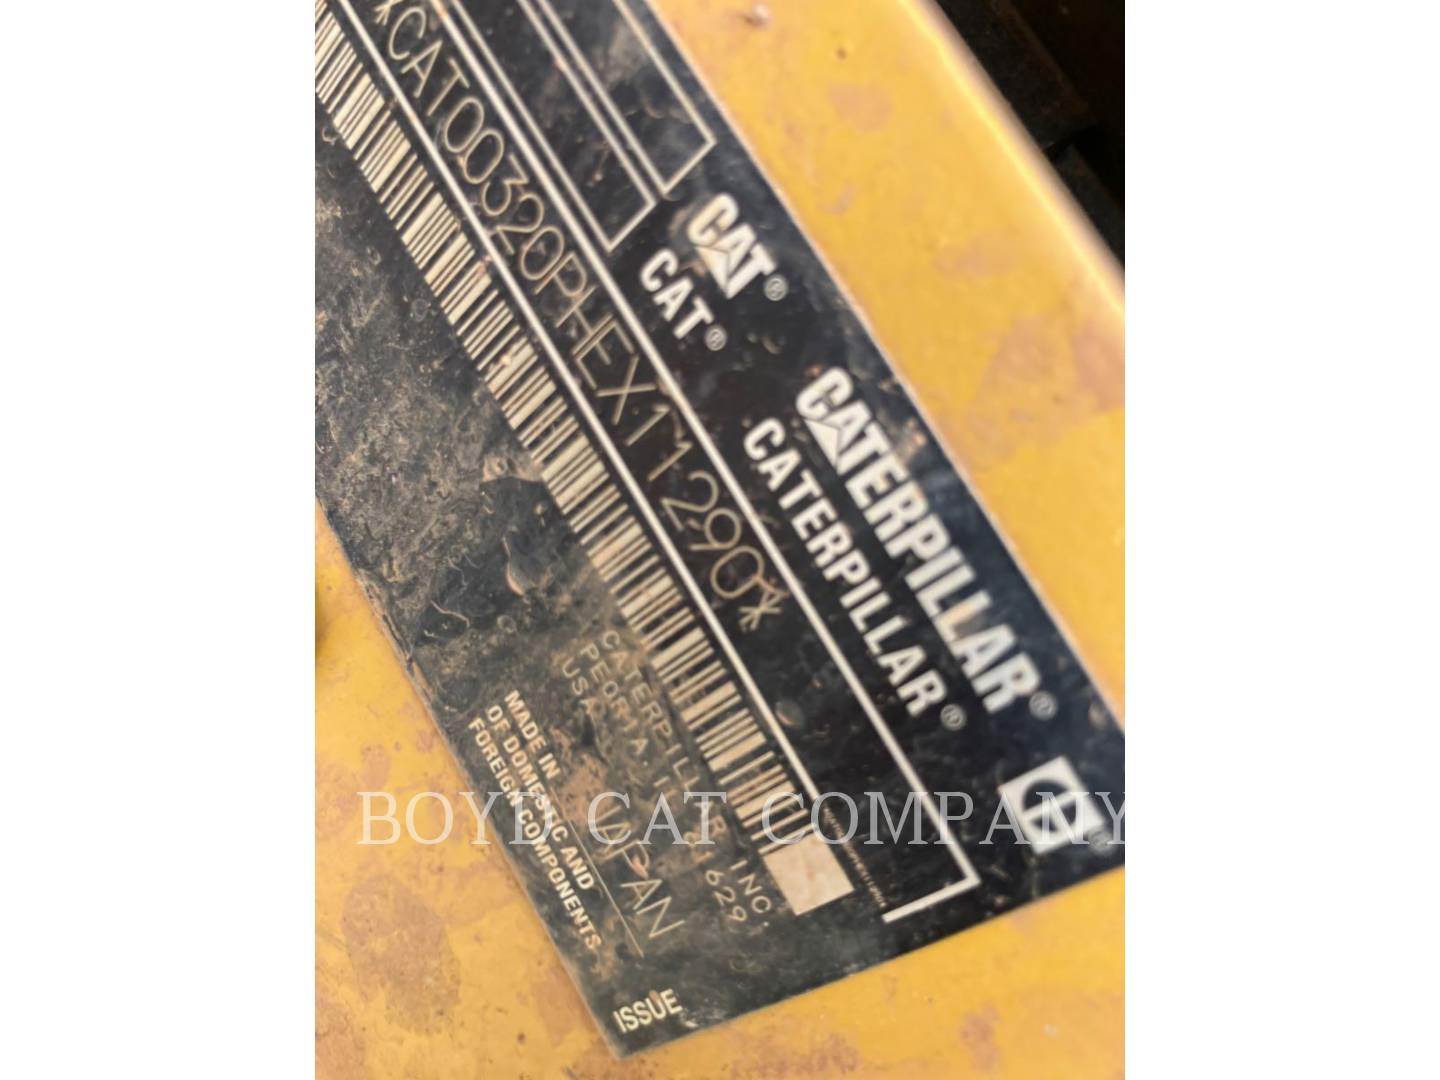 CAT® CATERPILLAR®
CAT® CATERPILLAR®
*CAT00320PHEX11290*
CATERPILLAR INC.
PEORIA, IL 61629
USA
MADE IN JAPAN
OF DOMESTIC AND
FOREIGN COMPONENTS
ISSUE
BOYD CAT COMPANY